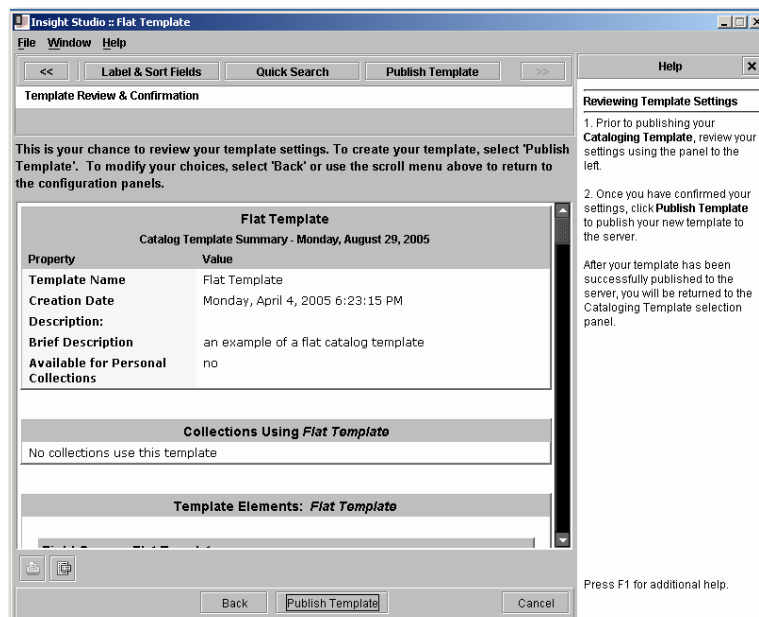 Insight Studio :: Flat Template
File Window Help
<< Label & Sort Fields Quick Search Publish Template >>
Template Review & Confirmation
This is your chance to review your template settings. To create your template, select 'Publish
Template'. To modify your choices, select 'Back' or use the scroll menu above to return to
the configuration panels.
Flat Template
Catalog Template Summary - Monday, August 29, 2005
Property Value
Template Name Flat Template
Creation Date Monday, April 4, 2005 6:23:15 PM
Description:
Brief Description an example of a flat catalog template
Available for Personal no
Collections
Collections Using Flat Template
No collections use this template
Template Elements: Flat Template
Back Publish Template Cancel
Help
Reviewing Template Settings
1. Prior to publishing your
Cataloging Template, review your
settings using the panel to the
left.
2. Once you have confirmed your
settings, click Publish Template
to publish your new template to
the server.
After your template has been
successfully published to the
server, you will be returned to the
Cataloging Template selection
panel.
Press F1 for additional help.